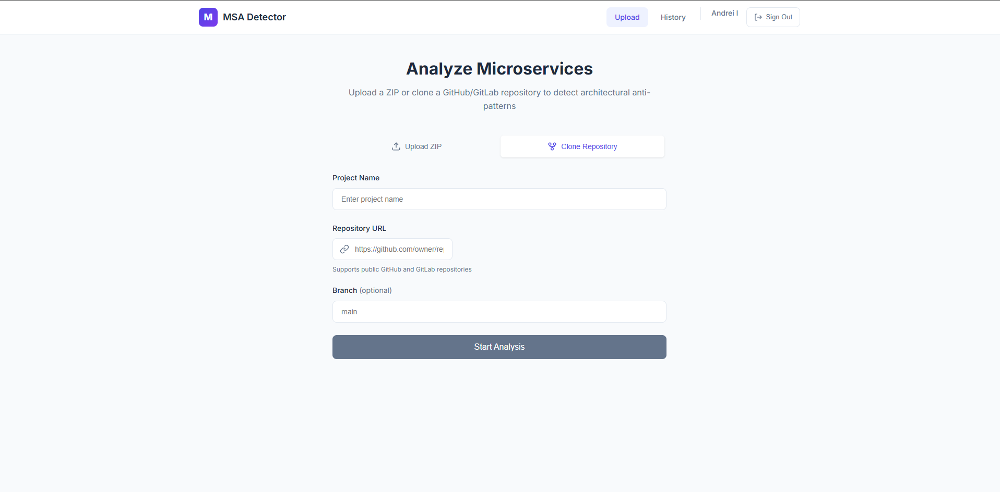 M MSA Detector
Upload History Andrei I Sign Out
Analyze Microservices
Upload a ZIP or clone a GitHub/GitLab repository to detect architectural anti-
patterns
Upload ZIP Clone Repository
Project Name
Enter project name
Repository URL
https://github.com/owner/re
Supports public GitHub and GitLab repositories
Branch (optional)
main
Start Analysis